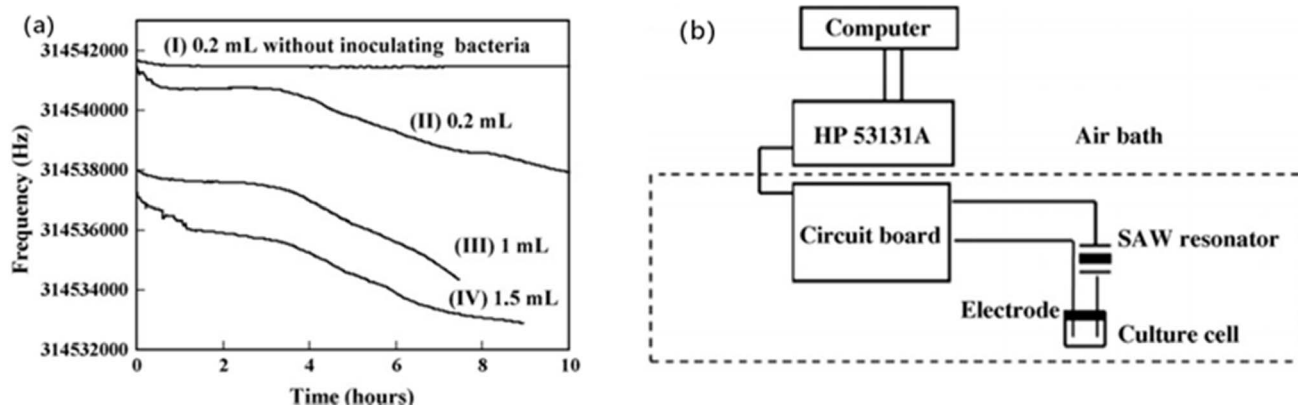 (a)
Frequency (Hz)
314542000
314540000
314538000
314536000
314534000
314532000
(I) 0.2 mL without inoculating bacteria
(II) 0.2 mL
(III) 1 mL
(IV) 1.5 mL
0 2 4 6 8 10
Time (hours)
(b)
Computer
HP 53131A
Air bath
Circuit board
SAW resonator
Electrode
Culture cell